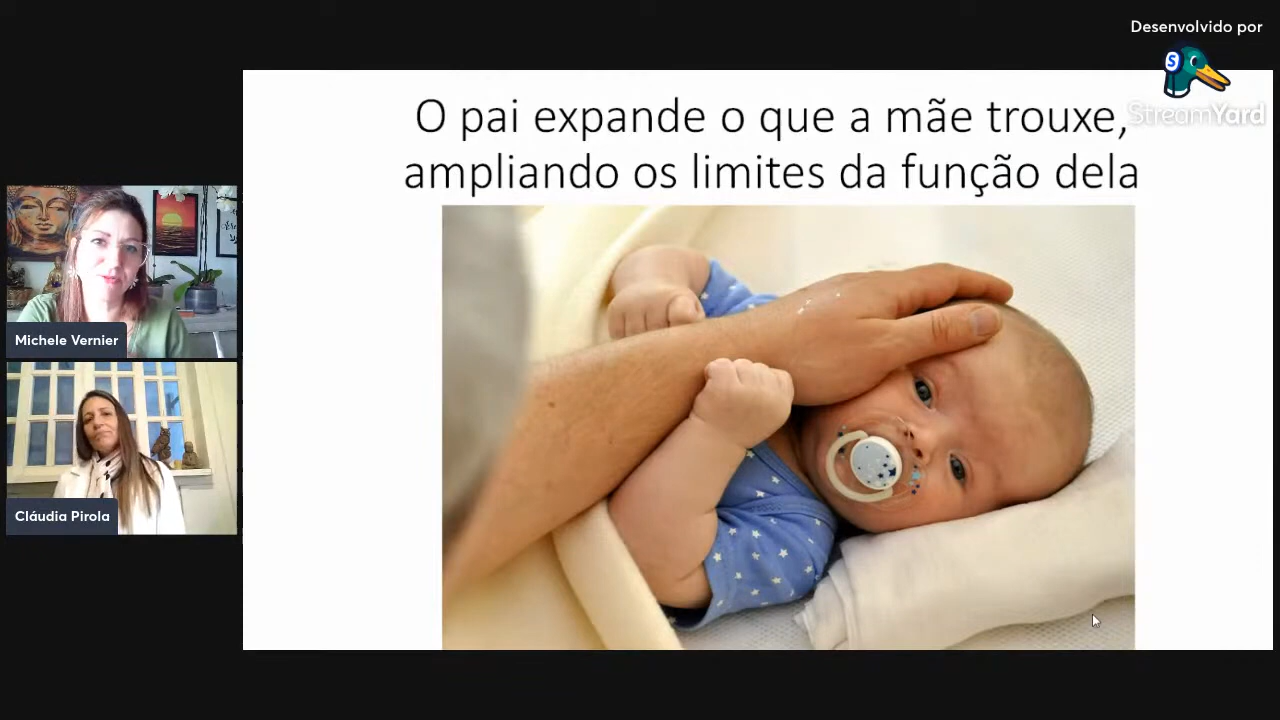 Desenvolvido por
StreamYard
O pai expande o que a mãe trouxe,
ampliando os limites da função dela
Michele Vernier
Cláudia Pirola